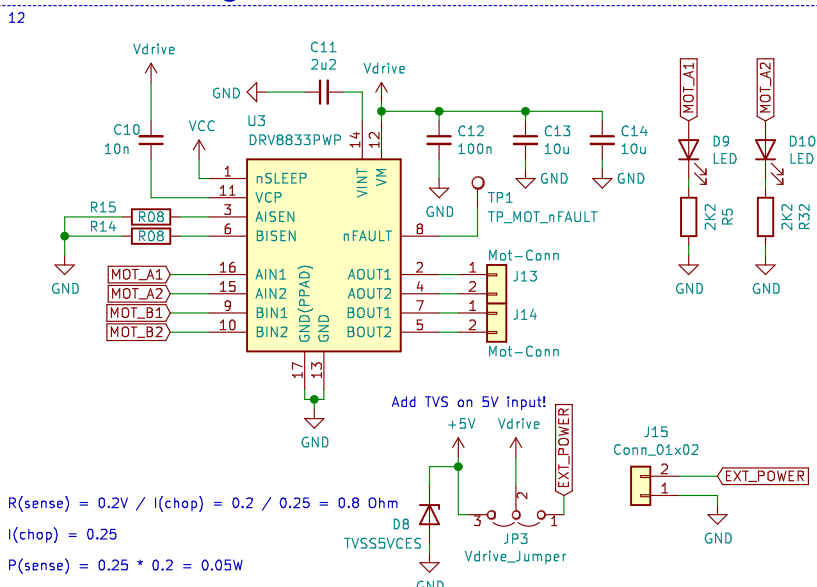 12
Vdrive
C10
10n
VCC
GND
C11
2u2
Vdrive
U3
DRV8833PWP
14
12
VINT
VM
C12
100n
GND
C13
10u
GND
C14
10u
GND
MOT_A1
D9
LED
2K2
R5
GND
MOT_A2
D10
LED
2K2
R32
GND
1
nSLEEP
11
VCP
R15
R08
3
AISEN
R14
R08
6
BISEN
GND
nFAULT
8
TP1
TP_MOT_nFAULT
MOT_A1
16
AIN1
MOT_A2
15
AIN2
MOT_B1
9
BIN1
MOT_B2
10
BIN2
GND(PPAD)
GND
17
13
GND
AOUT1
2
AOUT2
4
BOUT1
7
BOUT2
5
Mot-Conn
1
2
J13
1
2
J14
Mot-Conn
Add TVS on 5V input!
+5V
Vdrive
EXT_POWER
3
2
1
D8
TVSS5VCES
GND
JP3
Vdrive_Jumper
J15
Conn_01x02
2
1
EXT_POWER
GND
R(sense) = 0.2V / I(chop) = 0.2 / 0.25 = 0.8 Ohm
I(chop) = 0.25
P(sense) = 0.25 * 0.2 = 0.05W